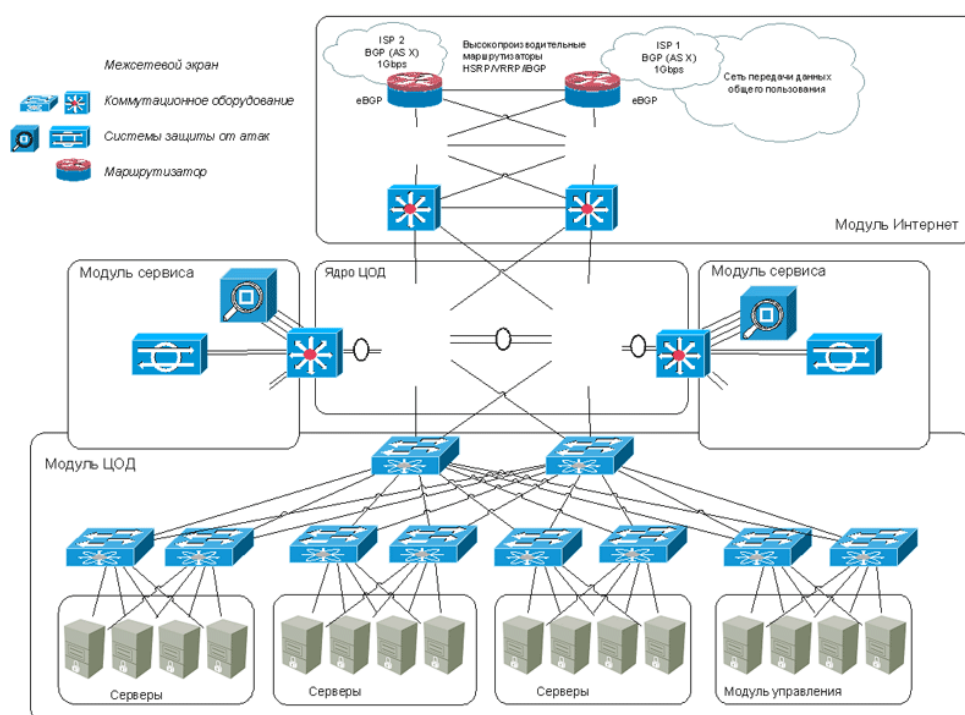 Межсетевой экран
Коммутационное оборудование
Системы защиты от атак
Маршрутизатор
ISP 2
BGP (AS X)
1Gbps
Высокопроизводительные
маршрутизаторы
HSRP/VRRP/BGP
ISP 1
BGP (AS X)
1Gbps
Сеть передачи данных
общего пользования
eBGP
eBGP
Модуль Интернет
Модуль сервиса
Ядро ЦОД
Модуль сервиса
Модуль ЦОД
Серверы
Серверы
Серверы
Модуль управления